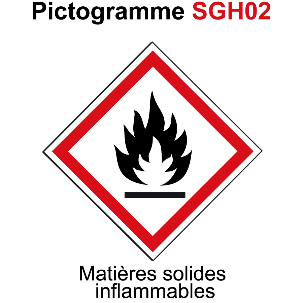 Pictogramme SGH02
Matières solides
inflammables